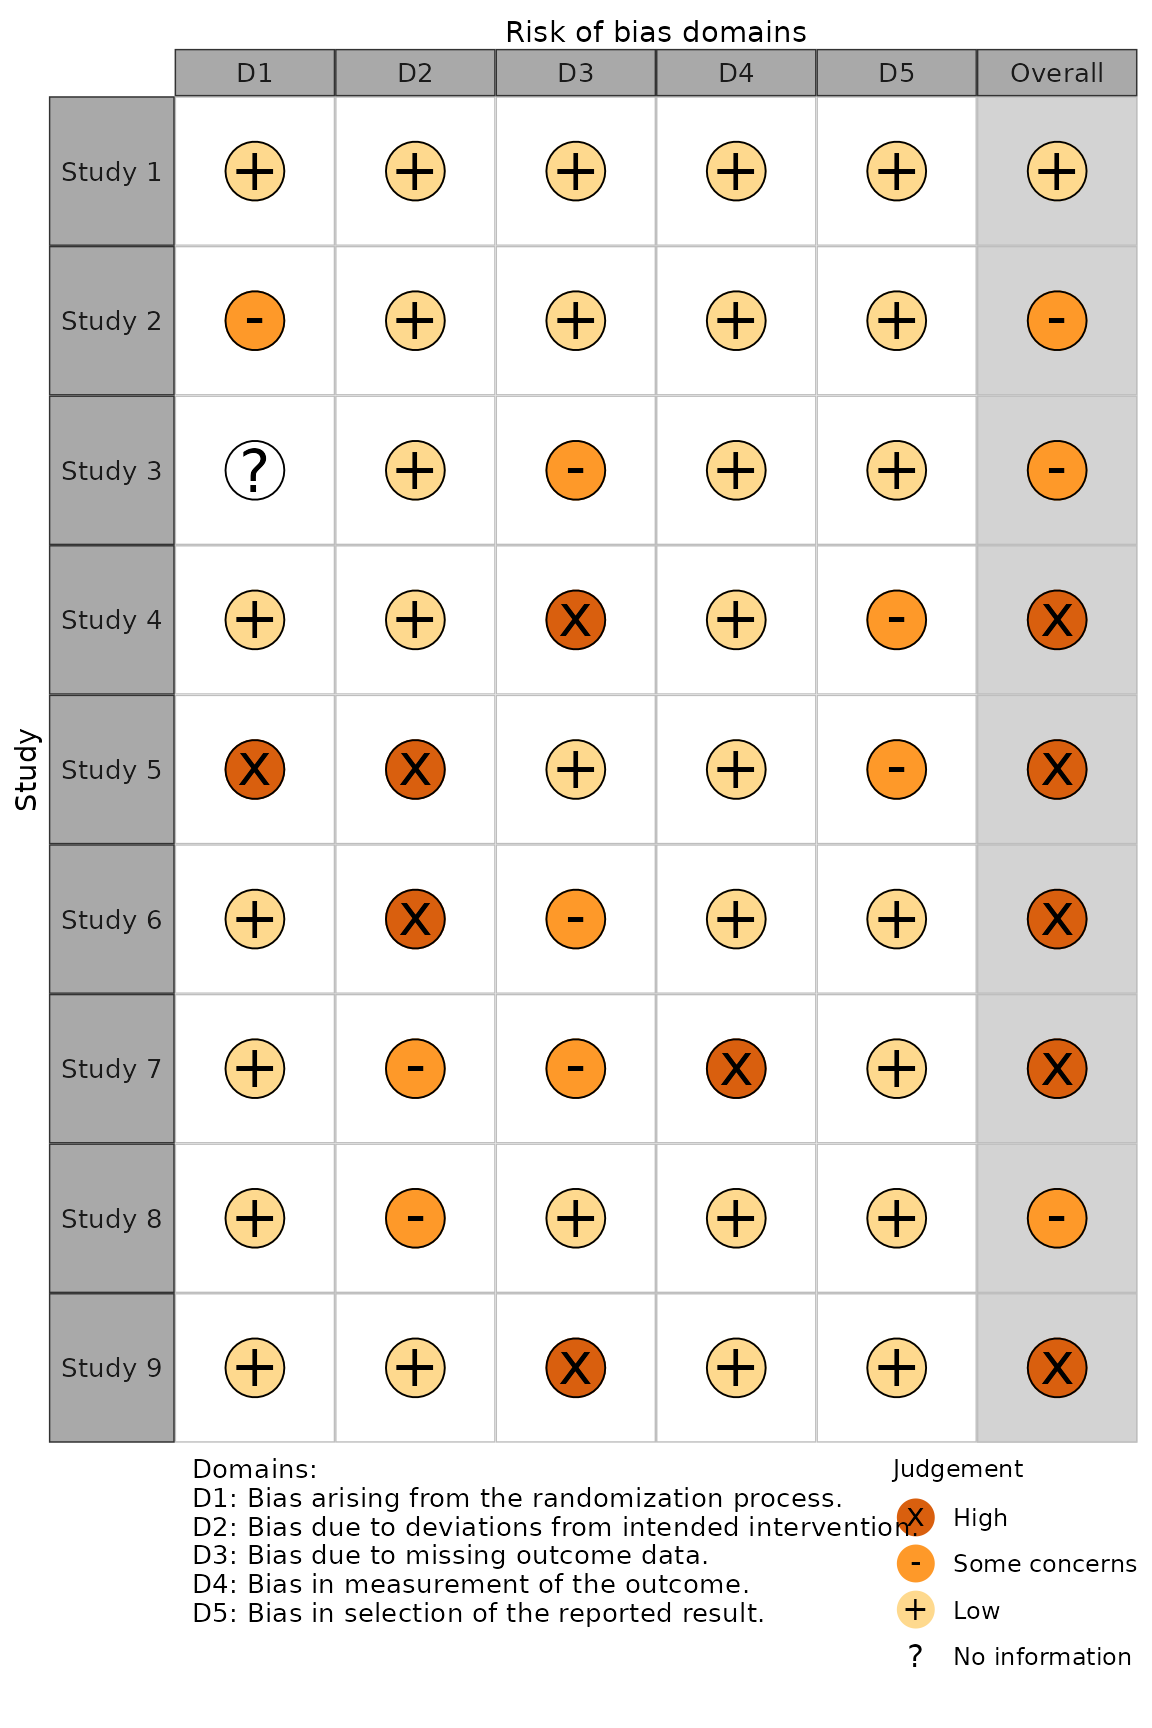 Risk of bias domains
D1 D2 D3 D4 D5 Overall
Study
Study 1 + + + + + +
Study 2 - + + + + -
Study 3 ? + - + + -
Study 4 + + X + - X
Study 5 X X + + - X
Study 6 + X - + + X
Study 7 + - - X + X
Study 8 + - + + + -
Study 9 + + X + + X
Domains:
D1: Bias arising from the randomization process.
D2: Bias due to deviations from intended intervention.
D3: Bias due to missing outcome data.
D4: Bias in measurement of the outcome.
D5: Bias in selection of the reported result.
Judgement
X High
- Some concerns
+ Low
? No information